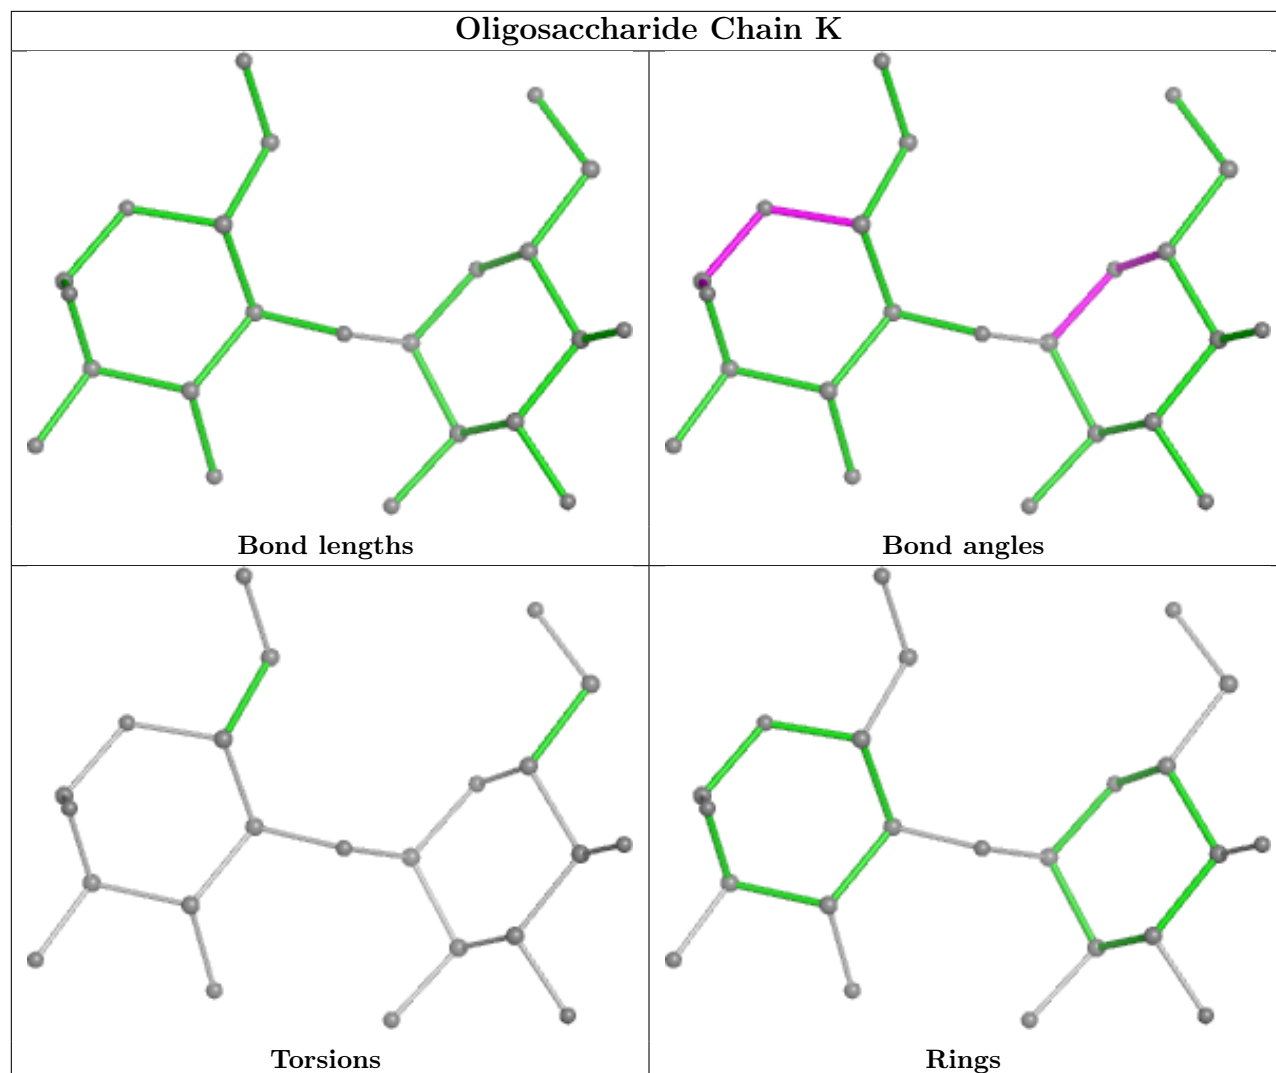 Oligosaccharide Chain K
Bond lengths
Bond angles
Torsions
Rings